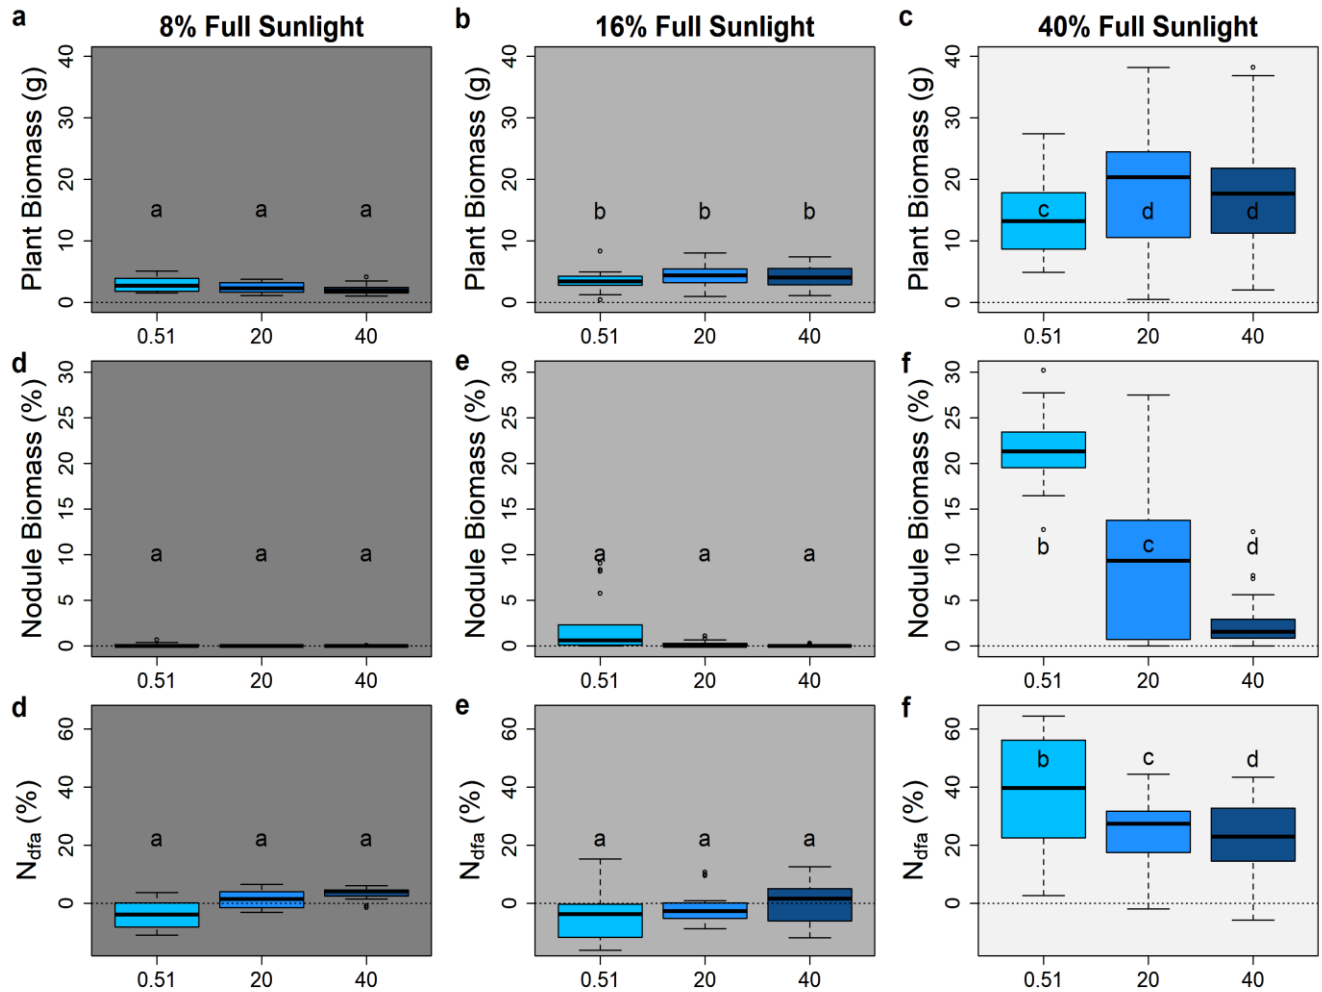 a 8% Full Sunlight b 16% Full Sunlight c 40% Full Sunlight
Plant Biomass (g) 0 10 20 30 40 a a a 0.51 20 40
Plant Biomass (g) 0 10 20 30 40 b b b 0.51 20 40
Plant Biomass (g) 0 10 20 30 40 c d d 0.51 20 40
d e f
Nodule Biomass (%) 0 5 10 15 20 25 30 a a a 0.51 20 40
Nodule Biomass (%) 0 5 10 15 20 25 30 a a a 0.51 20 40
Nodule Biomass (%) 0 5 10 15 20 25 30 b c d 0.51 20 40
d e f
Ndfa (%) 0 20 40 60 a a a 0.51 20 40
Ndfa (%) 0 20 40 60 a a a 0.51 20 40
Ndfa (%) 0 20 40 60 b c d 0.51 20 40